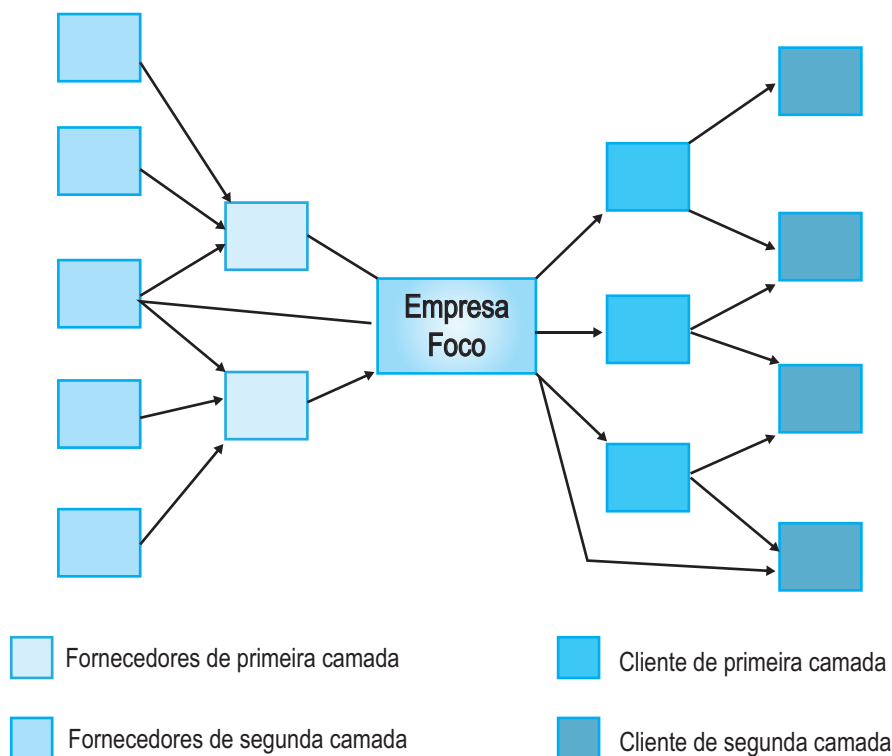 Empresa
Foco
Fornecedores de primeira camada
Cliente de primeira camada
Fornecedores de segunda camada
Cliente de segunda camada